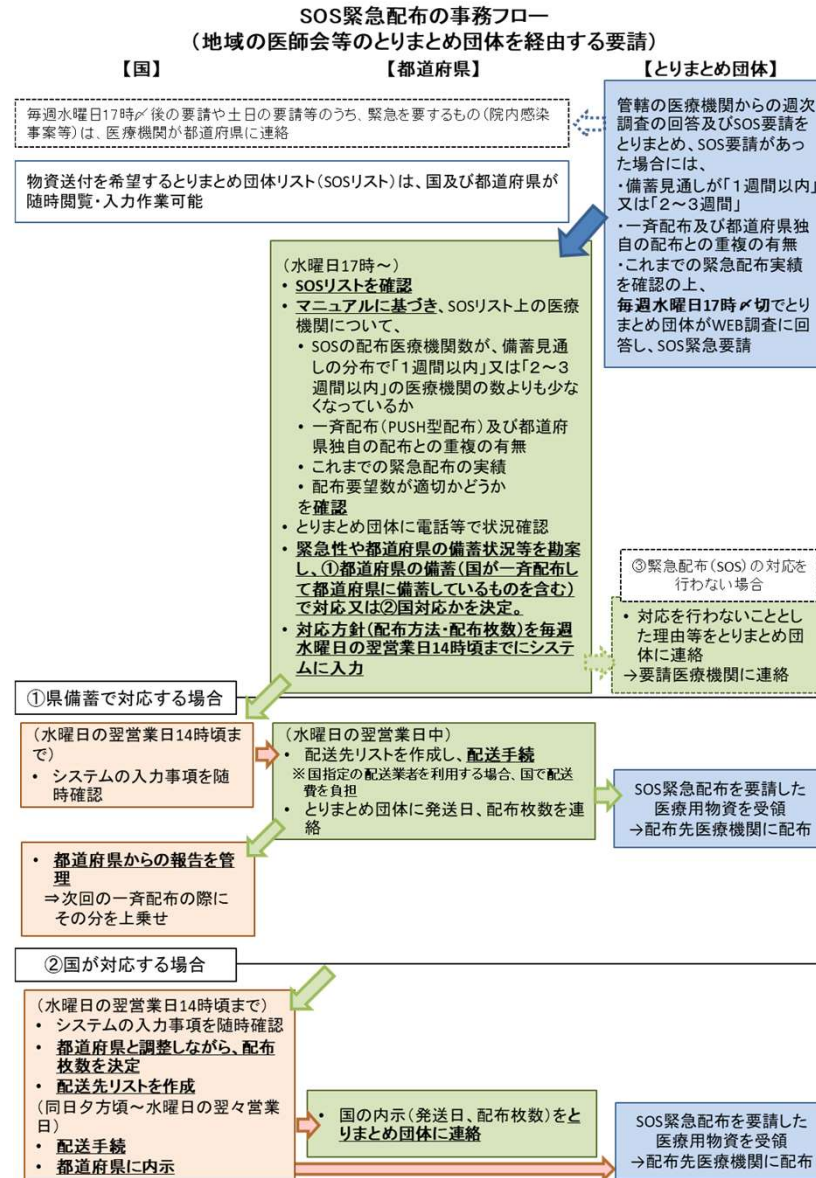 SOS緊急配布の事務フロー
(地域の医師会等のとりまとめ団体を経由する要請)
【国】
【都道府県】
【とりまとめ団体】
毎週水曜日17時〆後の要請や土日の要請等のうち、緊急を要するもの(院内感染
事案等)は、医療機関が都道府県に連絡
物資送付を希望するとりまとめ団体リスト(SOSリスト)は、国及び都道府県が
随時閲覧・入力作業可能
管轄の医療機関からの週次
調査の回答及びSOS要請を
とりまとめ、SOS要請があっ
た場合には、
・備蓄見通しが「1週間以内」
又は「2～3週間」
・一斉配布及び都道府県独
自の配布との重複の有無
・これまでの緊急配布実績
を確認の上、
毎週水曜日17時〆切でとり
まとめ団体がWEB調査に回
答し、SOS緊急要請
(水曜日17時～)
• SOSリストを確認
• マニュアルに基づき、SOSリスト上の医療
機関について、
• SOSの配布医療機関数が、備蓄見通
しの分布で「1週間以内」又は「2～3
週間以内」の医療機関の数よりも少な
くなっているか
• 一斉配布(PUSH型配布)及び都道府
県独自の配布との重複の有無
• これまでの緊急配布の実績
• 配布要望数が適切かどうか
を確認
• とりまとめ団体に電話等で状況確認
• 緊急性や都道府県の備蓄状況等を勘案
し、①都道府県の備蓄(国が一斉配布し
て都道府県に備蓄しているものを含む)
で対応又は②国対応かを決定。
• 対応方針(配布方法・配布枚数)を毎週
水曜日の翌営業日14時頃までにシステ
ムに入力
③緊急配布(SOS)の対応を
行わない場合
• 対応を行わないこととし
た理由等をとりまとめ団
体に連絡
→要請医療機関に連絡
①県備蓄で対応する場合
(水曜日の翌営業日14時頃ま
で)
• システムの入力事項を随
時確認
(水曜日の翌営業日中)
• 配送先リストを作成し、配送手続
※国指定の配送業者を利用する場合、国で配送
費を負担
• とりまとめ団体に発送日、配布枚数を連
絡
SOS緊急配布を要請した
医療用物資を受領
→配布先医療機関に配布
• 都道府県からの報告を管
理
⇒次回の一斉配布の際に
その分を上乗せ
②国が対応する場合
(水曜日の翌営業日14時頃まで)
• システムの入力事項を随時確認
• 都道府県と調整しながら、配布
枚数を決定
• 配送先リストを作成
(同日夕方頃～水曜日の翌々営業
日)
• 配送手続
• 都道府県に内示
• 国の内示(発送日、配布枚数)をと
りまとめ団体に連絡
SOS緊急配布を要請した
医療用物資を受領
→配布先医療機関に配布